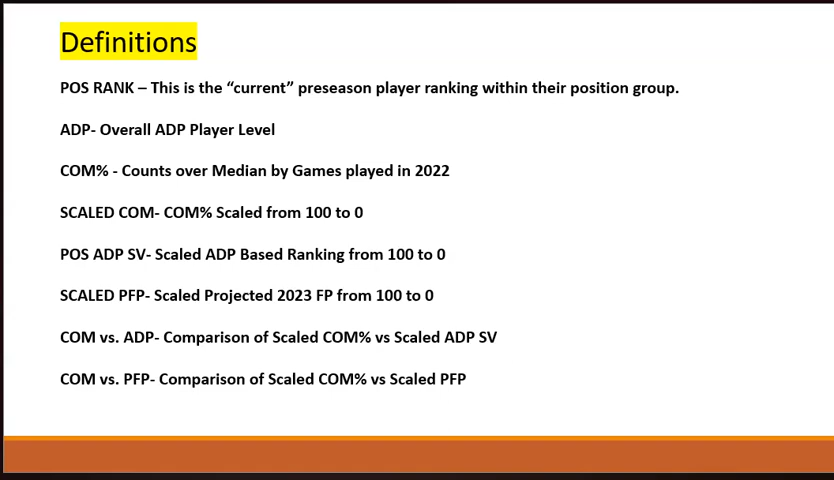 Definitions
POS RANK – This is the “current” preseason player ranking within their position group.
ADP- Overall ADP Player Level
COM% - Counts over Median by Games played in 2022
SCALED COM- COM% Scaled from 100 to 0
POS ADP SV- Scaled ADP Based Ranking from 100 to 0
SCALED PFP- Scaled Projected 2023 FP from 100 to 0
COM vs. ADP- Comparison of Scaled COM% vs Scaled ADP SV
COM vs. PFP- Comparison of Scaled COM% vs Scaled PFP